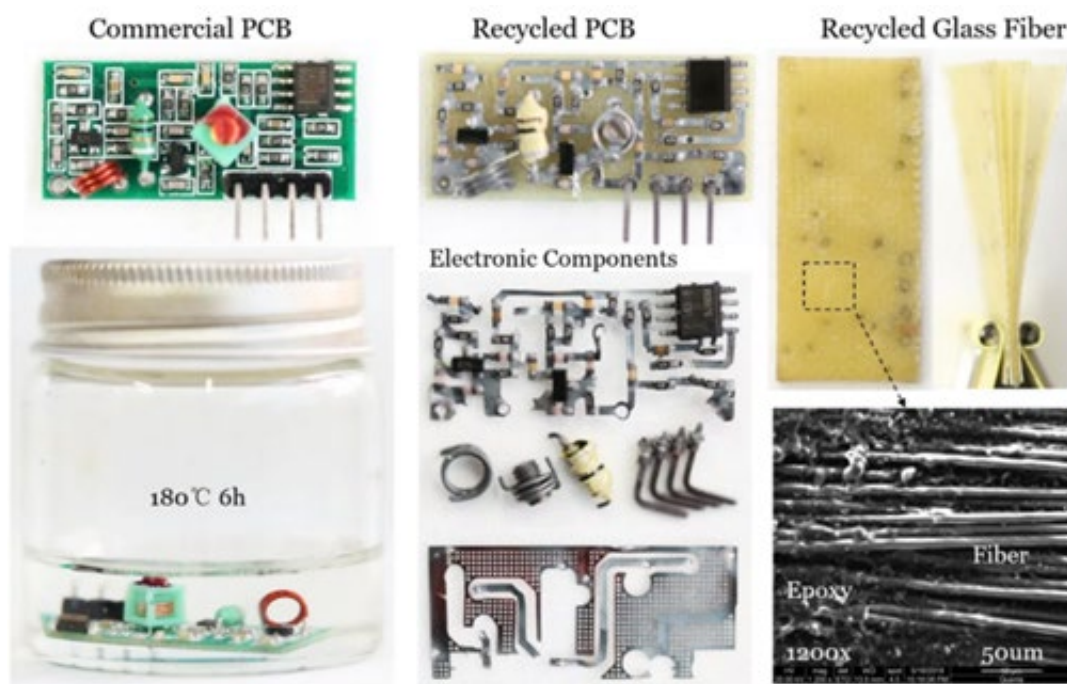 Commercial PCB
Recycled PCB
Recycled Glass Fiber
Electronic Components
180℃ 6h
Fiber
Epoxy
1200x
50um